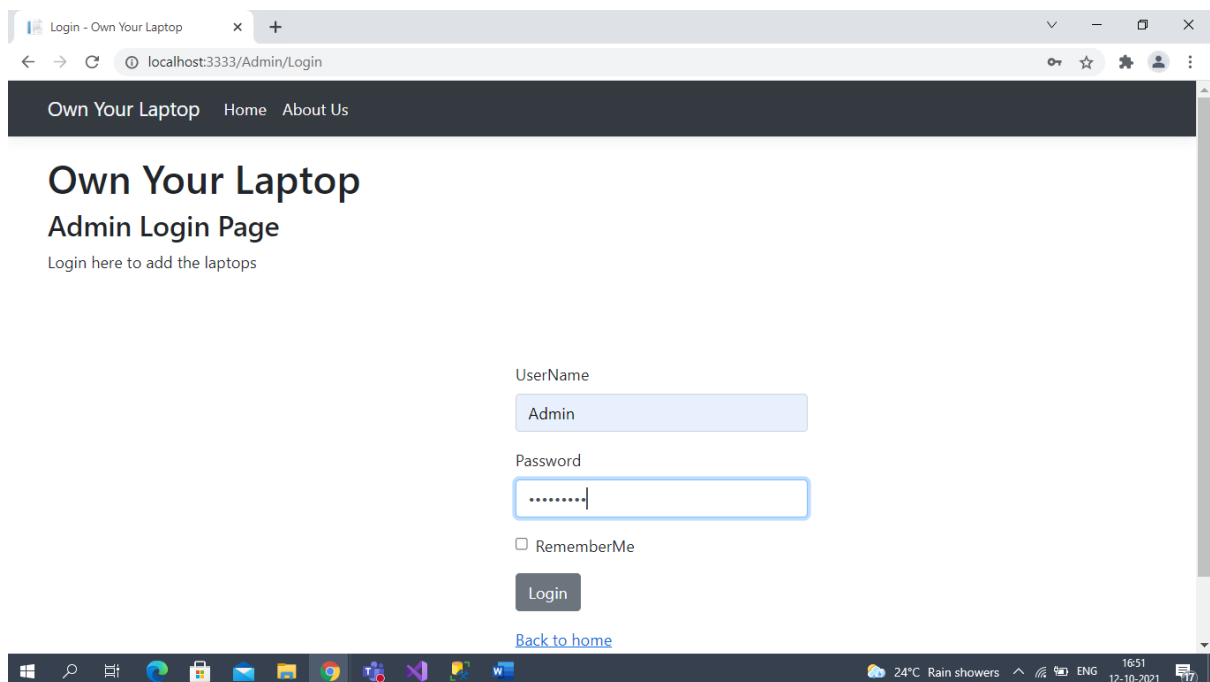 Login - Own Your Laptop
localhost:3333/Admin/Login
Own Your Laptop Home About Us
Own Your Laptop
Admin Login Page
Login here to add the laptops
UserName
Admin
Password
•••••••••
RememberMe
Login
Back to home
24°C Rain showers ENG 16:51
12-10-2021
17